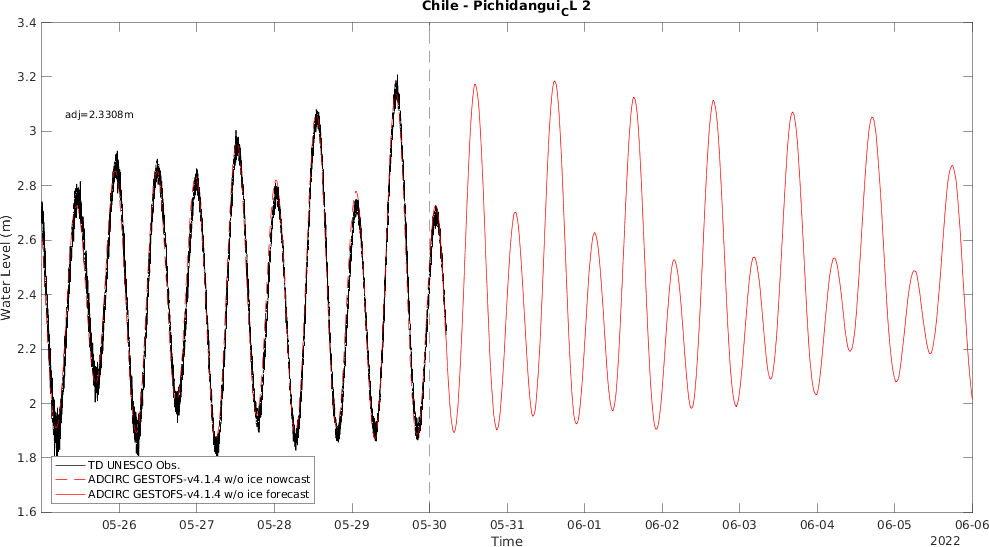 Chile - PichidanguiCL 2
3.4
3.2
3
2.8
2.6
2.4
2.2
2
1.8
1.6
Water Level (m)
adj=2.3308m
TD UNESCO Obs.
ADCIRC GESTOFS-v4.1.4 w/o ice nowcast
ADCIRC GESTOFS-v4.1.4 w/o ice forecast
05-26 05-27 05-28 05-29 05-30 05-31 06-01 06-02 06-03 06-04 06-05 06-06
Time
2022